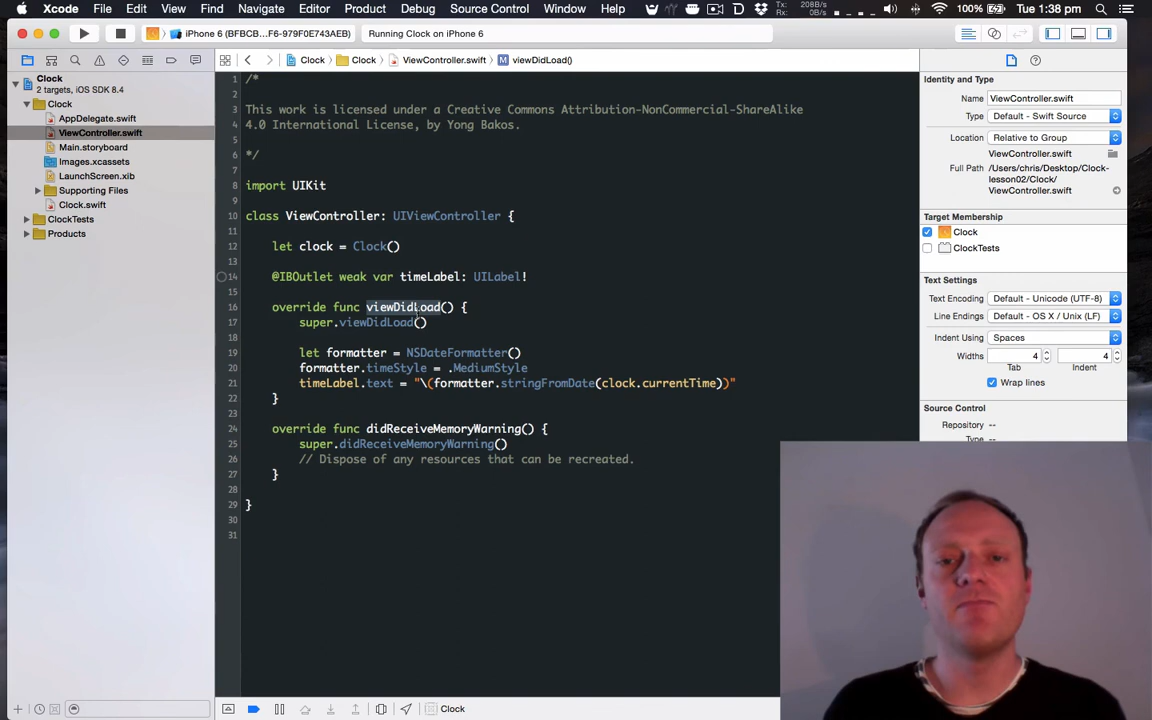 Xcode File Edit View Find Navigate Editor Product Debug Source Control Window Help
Tx: 208B/s
Rx: 0B/s
100% Tue 1:38 pm
iPhone 6 (BFBCB...F6-979F0E743AEB)
Running Clock on iPhone 6
Clock
2 targets, iOS SDK 8.4
Clock
AppDelegate.swift
ViewController.swift
Main.storyboard
Images.xcassets
LaunchScreen.xib
Supporting Files
Clock.swift
ClockTests
Products
Clock Clock ViewController.swift M viewDidLoad()
1 /*
2
3 This work is licensed under a Creative Commons Attribution-NonCommercial-ShareAlike
4 4.0 International License, by Yong Bakos.
5
6 */
7
8 import UIKit
9
10 class ViewController: UIViewController {
11
12 let clock = Clock()
13
14 @IBOutlet weak var timeLabel: UILabel!
15
16 override func viewDidLoad() {
17 super.viewDidLoad()
18
19 let formatter = NSDateFormatter()
20 formatter.timeStyle = .MediumStyle
21 timeLabel.text = "\(formatter.stringFromDate(clock.currentTime))"
22 }
23
24 override func didReceiveMemoryWarning() {
25 super.didReceiveMemoryWarning()
26 // Dispose of any resources that can be recreated.
27 }
28
29 }
30
31
Clock
Identity and Type
Name ViewController.swift
Type Default - Swift Source
Location Relative to Group
ViewController.swift
Full Path /Users/chris/Desktop/Clock-
lesson02/Clock/
ViewController.swift
Target Membership
Clock
ClockTests
Text Settings
Text Encoding Default - Unicode (UTF-8)
Line Endings Default - OS X / Unix (LF)
Indent Using Spaces
Widths 4 4
Tab Indent
Wrap lines
Source Control
Repository --
Type --